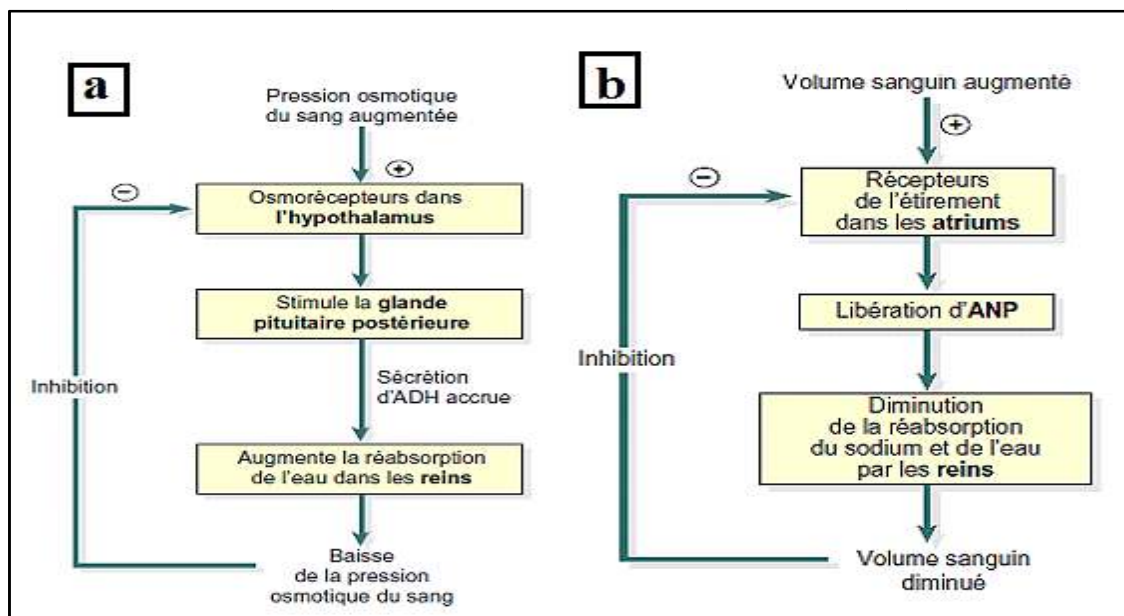 a
Pression osmotique
du sang augmentée
+
−
Osmorécepteurs dans
l'hypothalamus
Stimule la glande
pituitaire postérieure
Inhibition
Sécrétion
d'ADH accrue
Augmente la réabsorption
de l'eau dans les reins
Baisse
de la pression
osmotique du sang
b
Volume sanguin augmenté
+
−
Récepteurs
de l'étirement
dans les atriums
Libération d'ANP
Inhibition
Diminution
de la réabsorption
du sodium et de l'eau
par les reins
Volume sanguin
diminué